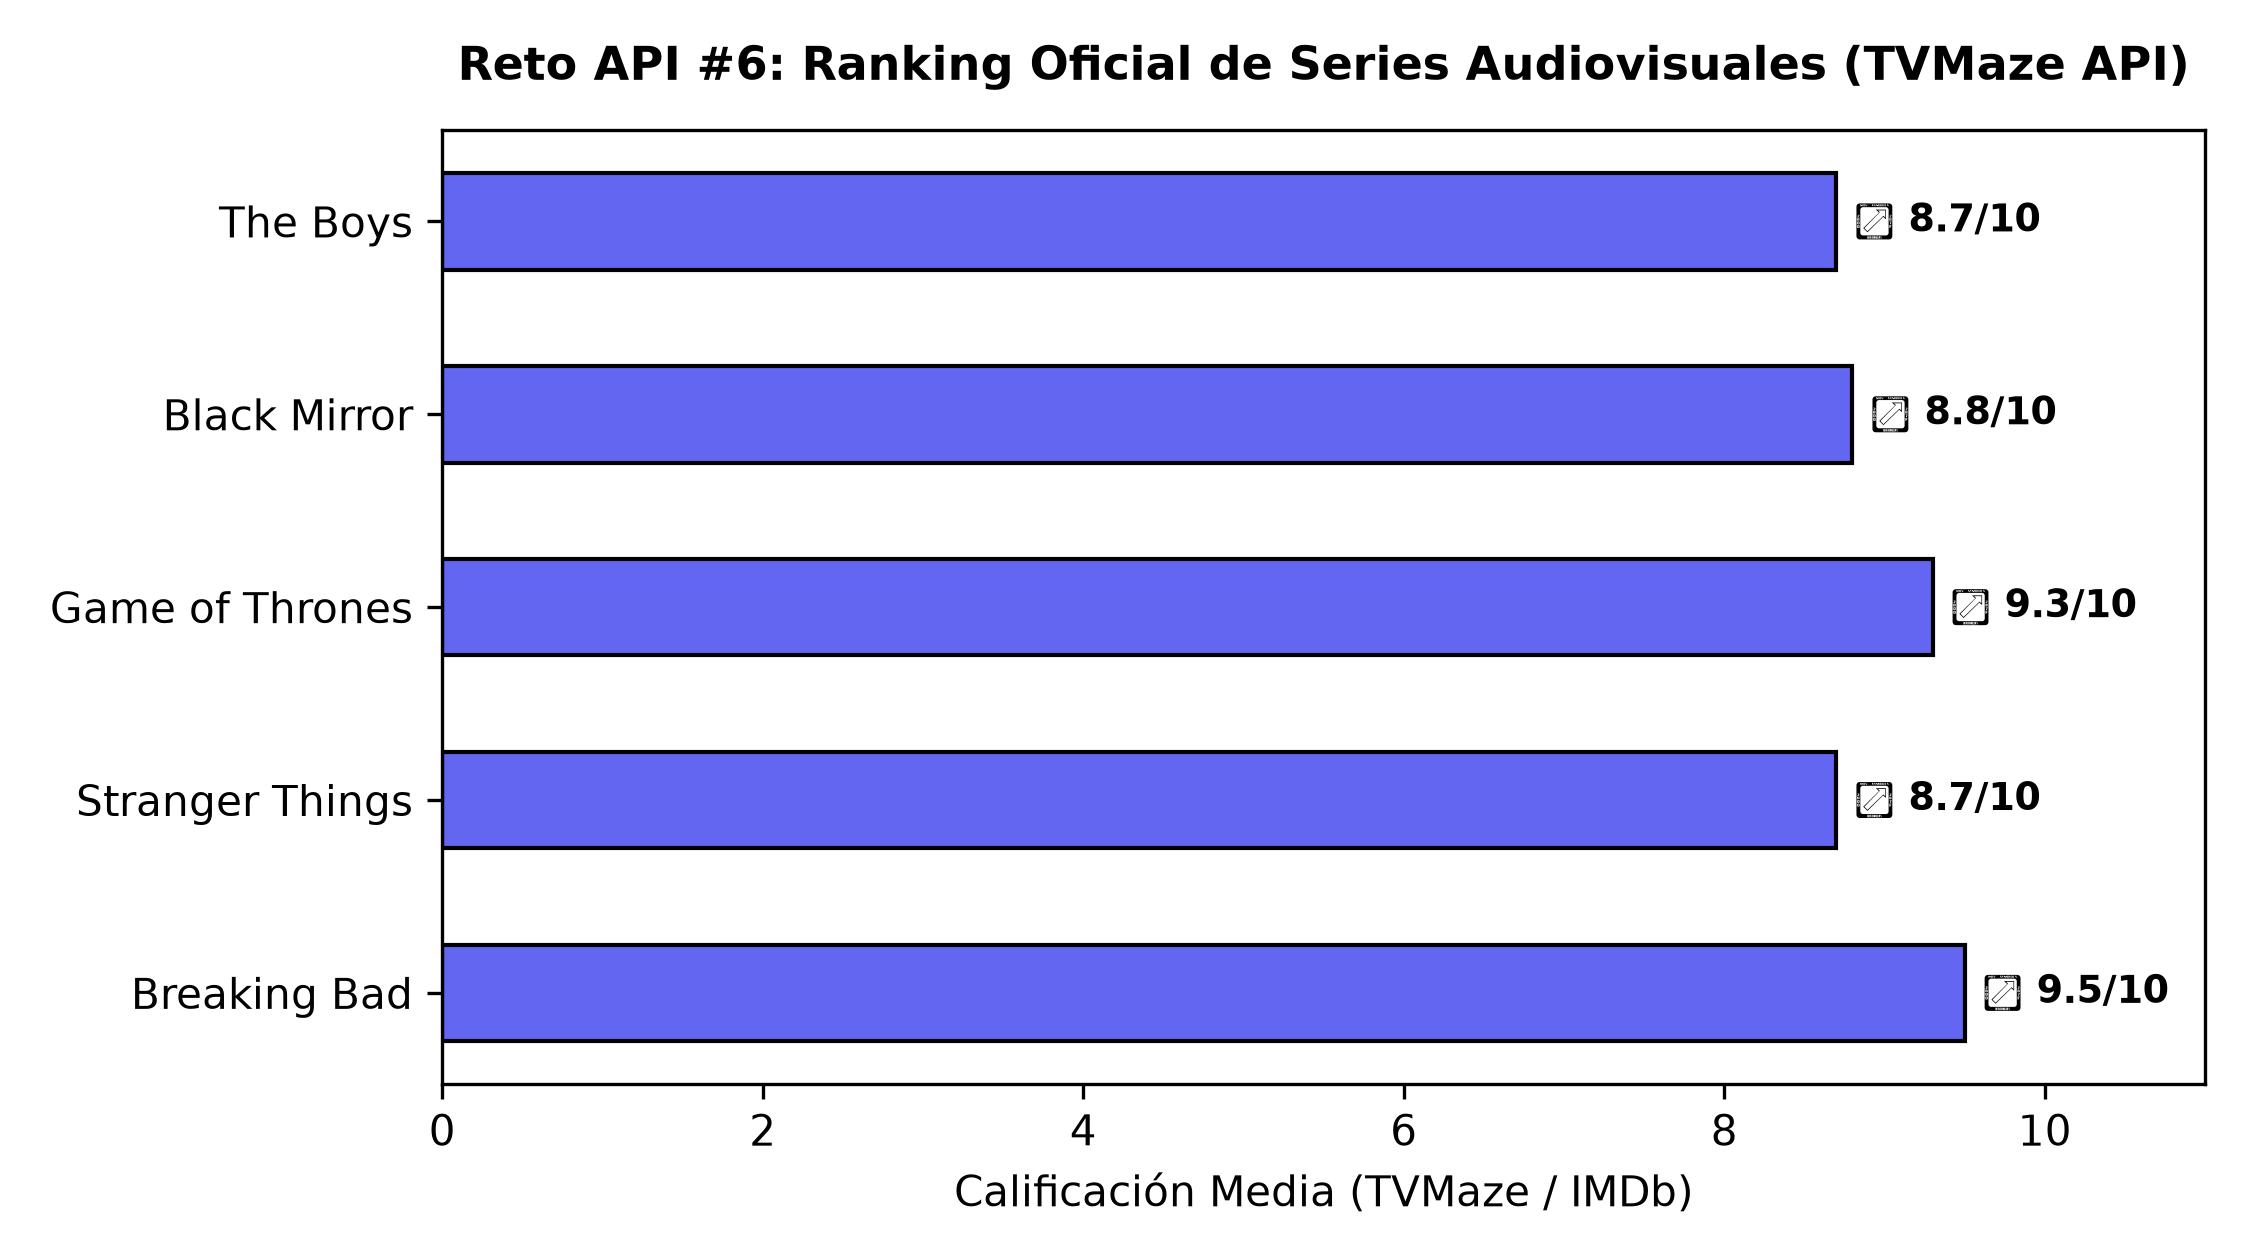 Reto API #6: Ranking Oficial de Series Audiovisuales (TVMaze API)
The Boys
8.7/10
Black Mirror
8.8/10
Game of Thrones
9.3/10
Stranger Things
8.7/10
Breaking Bad
9.5/10
0 2 4 6 8 10
Calificación Media (TVMaze / IMDb)